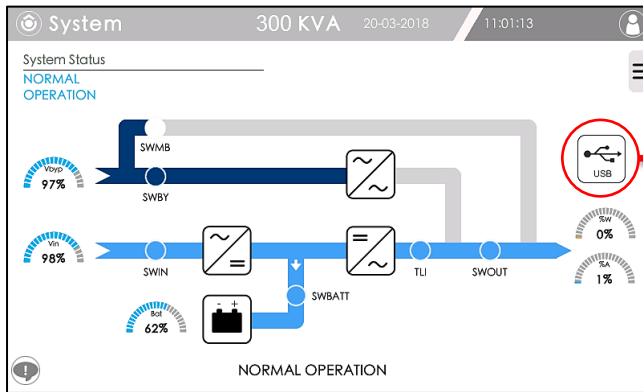 System 300 KVA 20-03-2018 11:01:13
System Status
NORMAL
OPERATION
SWMB
Vbyp
97%
SWBY
USB
%W
0%
Vin
98%
SWIN
TLI
SWOUT
%A
1%
SWBATT
- +
Bat
62%
!
NORMAL OPERATION